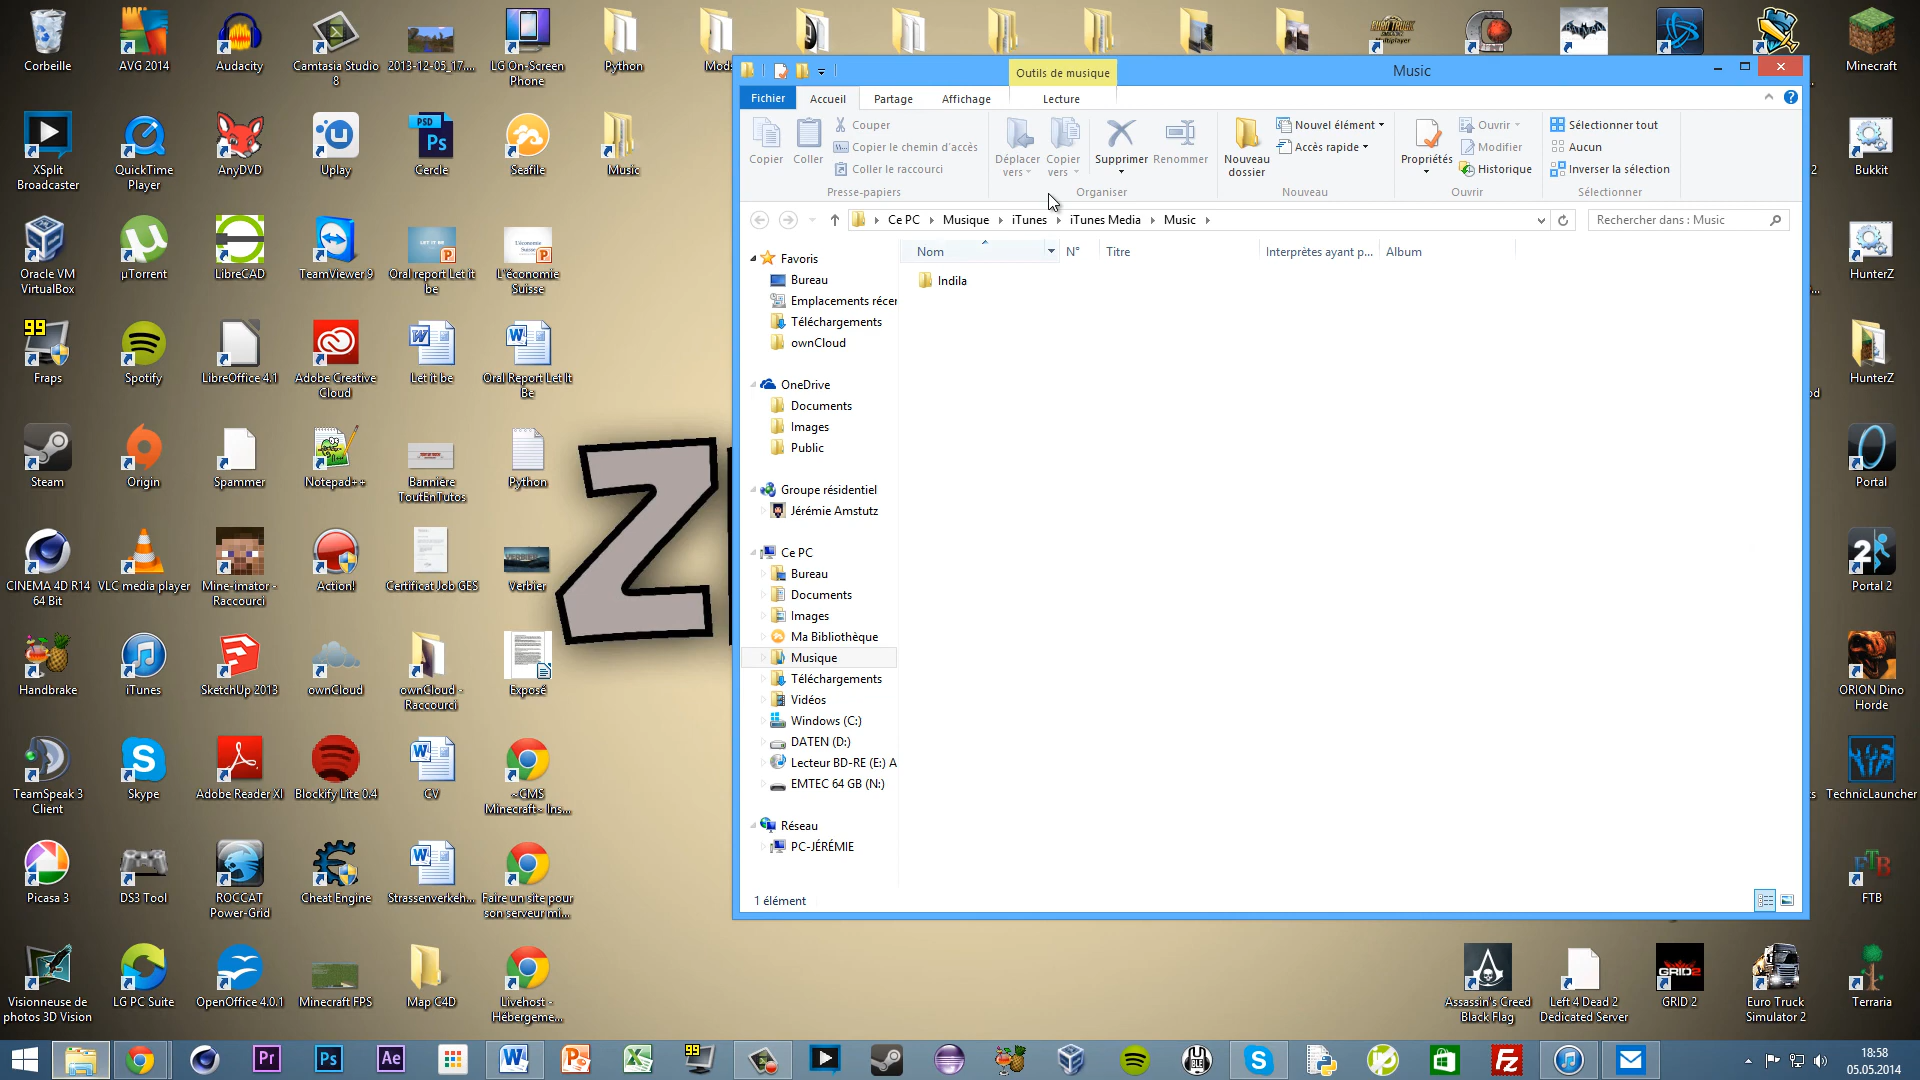 Corbeille
AVG 2014
Audacity
Camtasia Studio
8
2013-12-05_17....
LG On-Screen
Phone
Python
Minecraft
XSplit
Broadcaster
QuickTime
Player
AnyDVD
Uplay
PSD
Ps
Cercle
Seafile
Music
Bukkit
Oracle VM
VirtualBox
µTorrent
LibreCAD
TeamViewer 9
Oral report Let it
be
L'économie
Suisse
HunterZ
99
Fraps
Spotify
LibreOffice 4.1
Adobe Creative
Cloud
Let it be
Oral Report Let It
Be
HunterZ
Steam
Origin
Spammer
Notepad++
Bannière
ToutEnTutos
Python
Portal
CINEMA 4D R14
64 Bit
VLC media player
Mine-imator -
Raccourci
Action!
Certificat Job GES
Verbier
Portal 2
Handbrake
iTunes
SketchUp 2013
ownCloud
ownCloud -
Raccourci
Exposé
ORION Dino
Horde
TeamSpeak 3
Client
Skype
Adobe Reader XI
Blockify Lite 0.4
CV
~CMS
Minecraft~ Ins...
TechnicLauncher
Picasa 3
DS3 Tool
ROCCAT
Power-Grid
Cheat Engine
Strassenverkeh...
Faire un site pour
son serveur mi...
FTB
Visionneuse de
photos 3D Vision
LG PC Suite
OpenOffice 4.0.1
Minecraft FPS
Map C4D
Livehost -
Hébergeme...
Assassin's Creed
Black Flag
Left 4 Dead 2
Dedicated Server
GRID 2
Euro Truck
Simulator 2
Terraria
Z
Outils de musique
Music
Fichier
Accueil
Partage
Affichage
Lecture
Copier
Coller
Couper
Copier le chemin d'accès
Coller le raccourci
Presse-papiers
Déplacer
vers
Copier
vers
Supprimer
Renommer
Organiser
Nouveau
dossier
Nouvel élément
Accès rapide
Nouveau
Propriétés
Ouvrir
Modifier
Historique
Ouvrir
Sélectionner tout
Aucun
Inverser la sélection
Sélectionner
Ce PC
Musique
iTunes
iTunes Media
Music
Rechercher dans : Music
Nom
N°
Titre
Interprètes ayant p...
Album
Indila
Favoris
Bureau
Emplacements récen
Téléchargements
ownCloud
OneDrive
Documents
Images
Public
Groupe résidentiel
Jérémie Amstutz
Ce PC
Bureau
Documents
Images
Ma Bibliothèque
Musique
Téléchargements
Vidéos
Windows (C:)
DATEN (D:)
Lecteur BD-RE (E:) A
EMTEC 64 GB (N:)
Réseau
PC-JÉRÉMIE
1 élément
18:58
05.05.2014